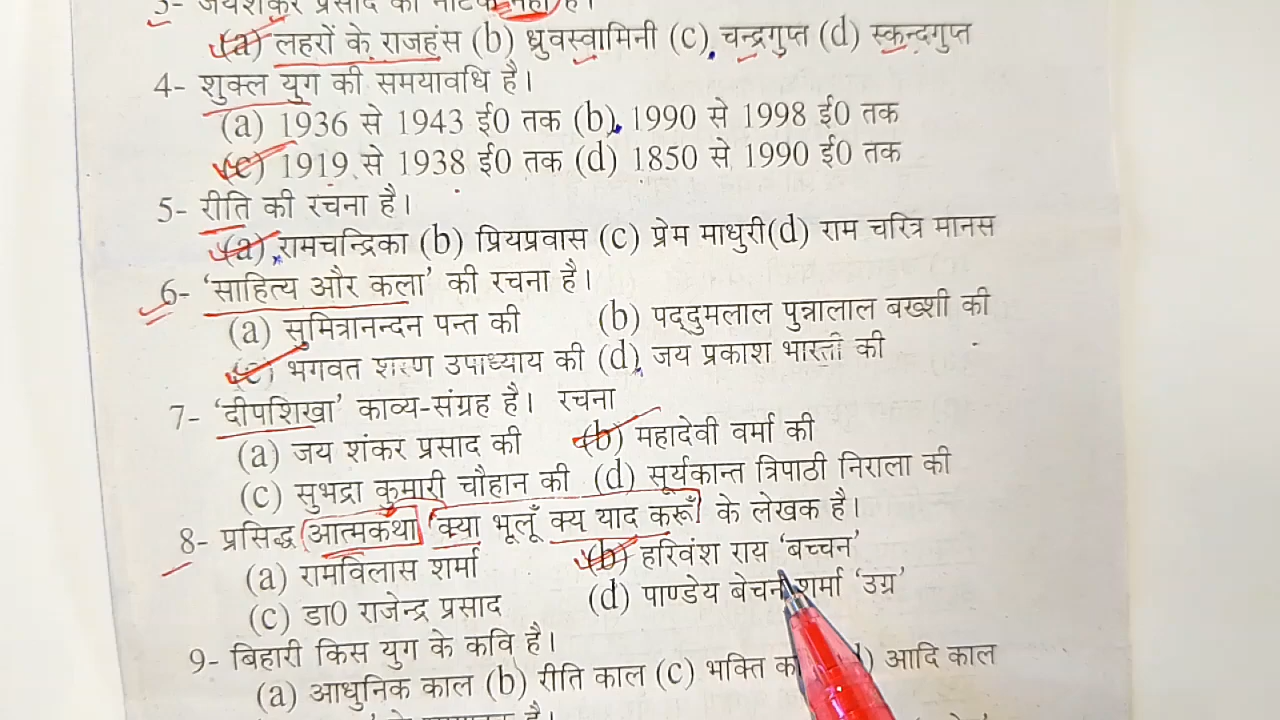 3- जयशंकर प्रसाद का नाटक नहीं है।
(a) लहरों के राजहंस (b) ध्रुवस्वामिनी (c) चन्द्रगुप्त (d) स्कन्दगुप्त
4- शुक्ल युग की समयावधि है।
(a) 1936 से 1943 ई0 तक (b) 1990 से 1998 ई0 तक
(c) 1919 से 1938 ई0 तक (d) 1850 से 1990 ई0 तक
5- रीति की रचना है।
(a) रामचन्द्रिका (b) प्रियप्रवास (c) प्रेम माधुरी(d) राम चरित्र मानस
6- ‘साहित्य और कला’ की रचना है।
(a) सुमित्रानन्दन पन्त की (b) पद्दुमलाल पुन्नालाल बख्शी की
(c) भगवत शरण उपाध्याय की (d) जय प्रकाश भारती की
7- ‘दीपशिखा’ काव्य-संग्रह है। रचना
(a) जय शंकर प्रसाद की (b) महादेवी वर्मा की
(c) सुभद्रा कुमारी चौहान की (d) सूर्यकान्त त्रिपाठी निराला की
8- प्रसिद्ध आत्मकथा ‘क्या भूलूँ क्य याद करूँ’ के लेखक है।
(a) रामविलास शर्मा (b) हरिवंश राय ‘बच्चन’
(c) डा0 राजेन्द्र प्रसाद (d) पाण्डेय बेचन शर्मा ‘उग्र’
9- बिहारी किस युग के कवि है।
(a) आधुनिक काल (b) रीति काल (c) भक्ति ) आदि काल